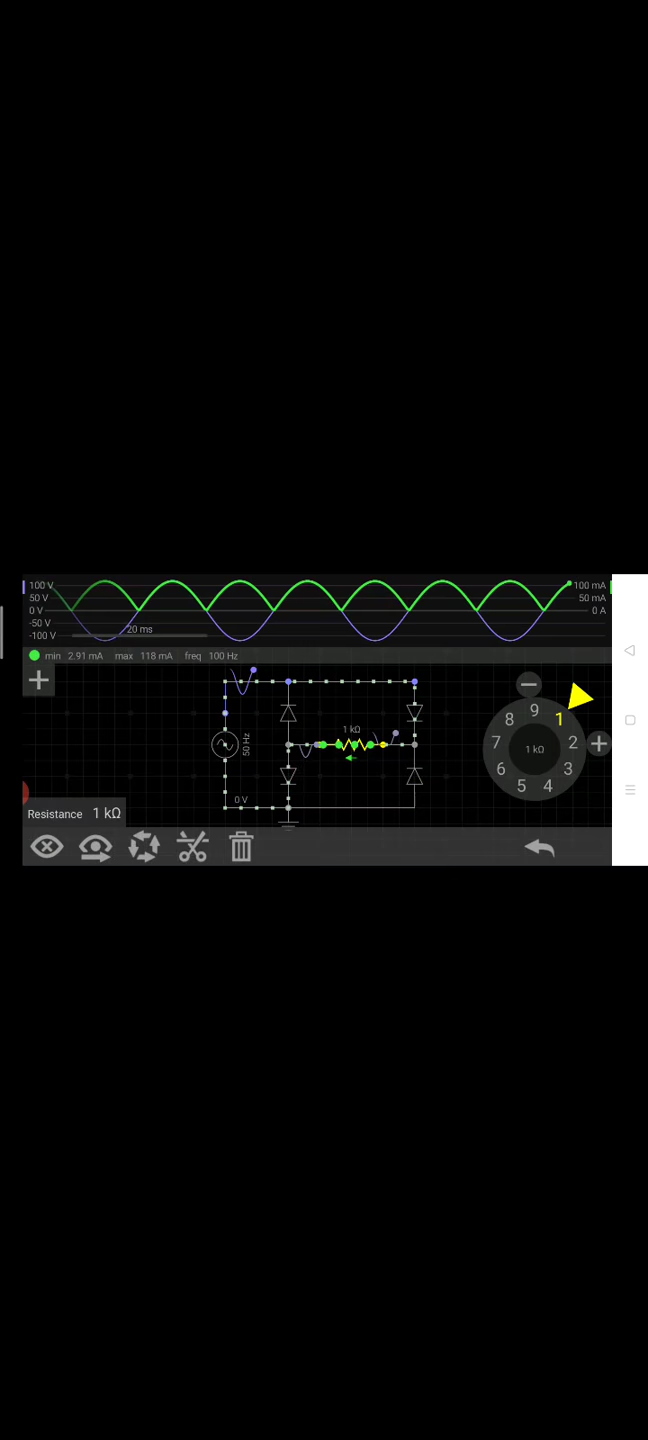 100 V
100 mA
50 V
50 mA
0 V
0 A
-50 V
-100 V
20 ms
min 2.91 mA max 118 mA freq 100 Hz
9
8
1
1 kΩ
50 Hz
7
1 kΩ
2
6
3
5
4
0 V
Resistance 1 kΩ